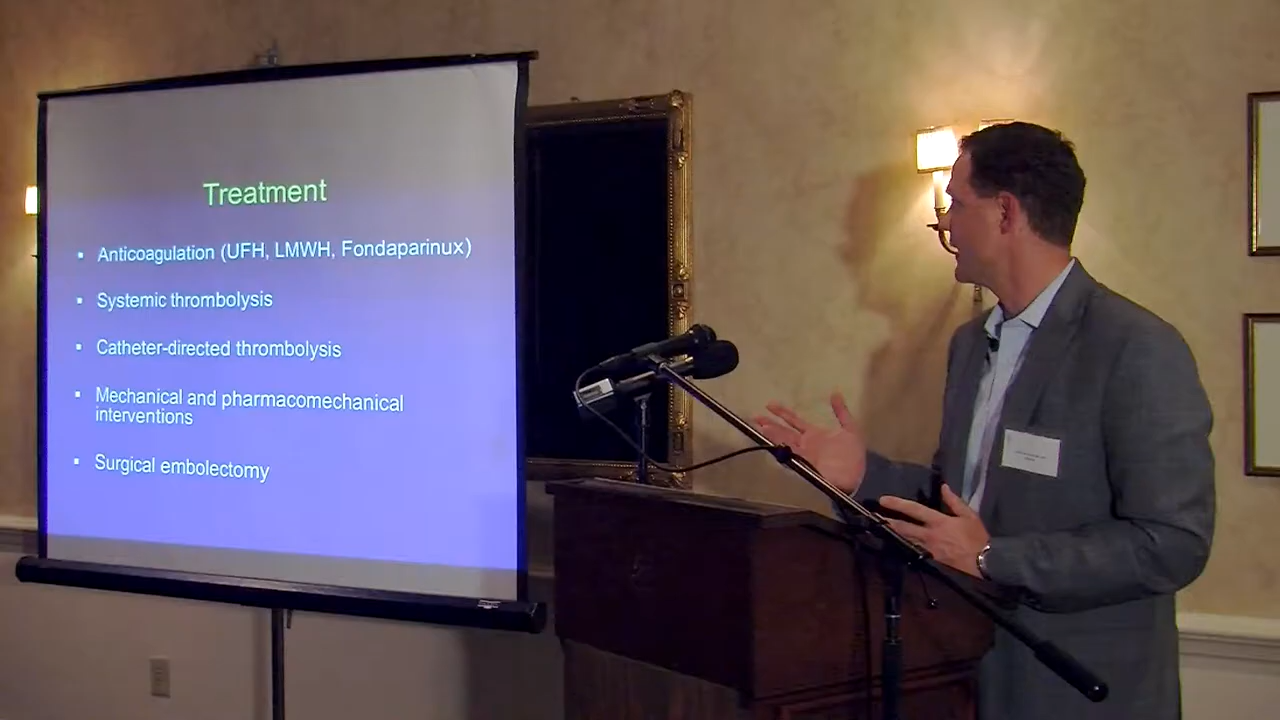 Treatment
▪ Anticoagulation (UFH, LMWH, Fondaparinux)
▪ Systemic thrombolysis
▪ Catheter-directed thrombolysis
▪ Mechanical and pharmacomechanical
interventions
▪ Surgical embolectomy